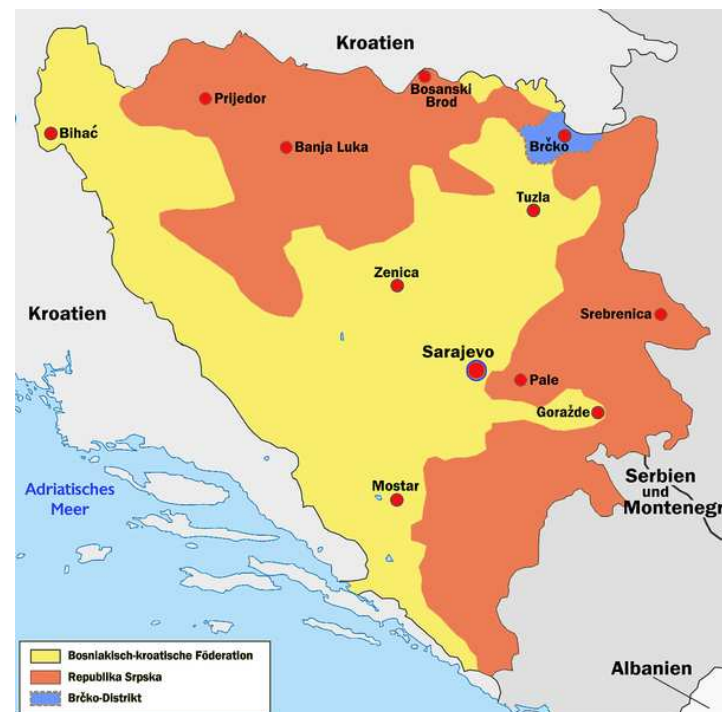 Kroatien
Bosanski
Brod
Prijedor
Bihać
Banja Luka
Brčko
Tuzla
Zenica
Kroatien
Srebrenica
Sarajevo
Pale
Goražde
Serbien
und
Montenegr
Adriatisches
Meer
Mostar
Bosniakisch-kroatische Föderation
Republika Srpska
Brčko-Distrikt
Albanien